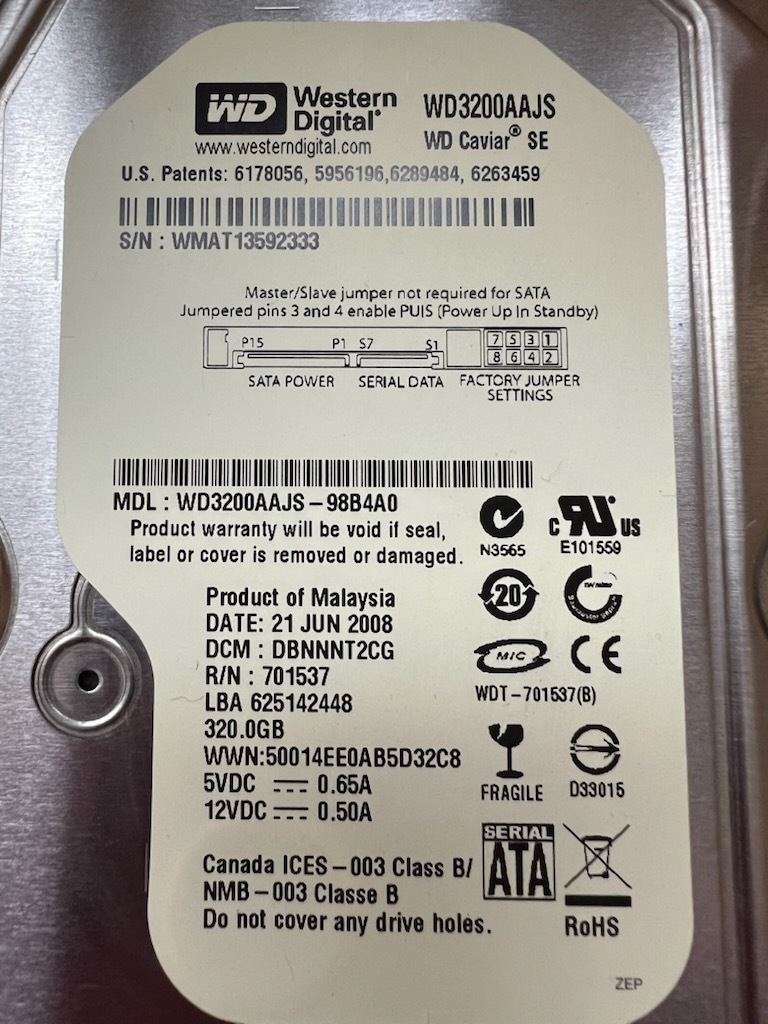 WD Western Digital®
WD3200AAJS
www.westerndigital.com
WD Caviar® SE
U.S. Patents: 6178056, 5956196,6289484, 6263459
S/N : WMAT13592333
Master/Slave jumper not required for SATA
Jumpered pins 3 and 4 enable PUIS (Power Up In Standby)
P15 P1 S7 S1 7 5 3 1
8 6 4 2
SATA POWER SERIAL DATA FACTORY JUMPER
SETTINGS
MDL : WD3200AAJS-98B4A0
Product warranty will be void if seal,
label or cover is removed or damaged.
N3565
c RU US
E101559
Product of Malaysia
DATE: 21 JUN 2008
DCM : DBNNNT2CG
R/N : 701537
LBA 625142448
320.0GB
WWN:50014EE0AB5D32C8
5VDC 0.65A
12VDC 0.50A
20
MIC
CE
WDT-701537(B)
FRAGILE
D33015
Canada ICES-003 Class B/
NMB-003 Classe B
Do not cover any drive holes.
SERIAL
ATA
RoHS
ZEP